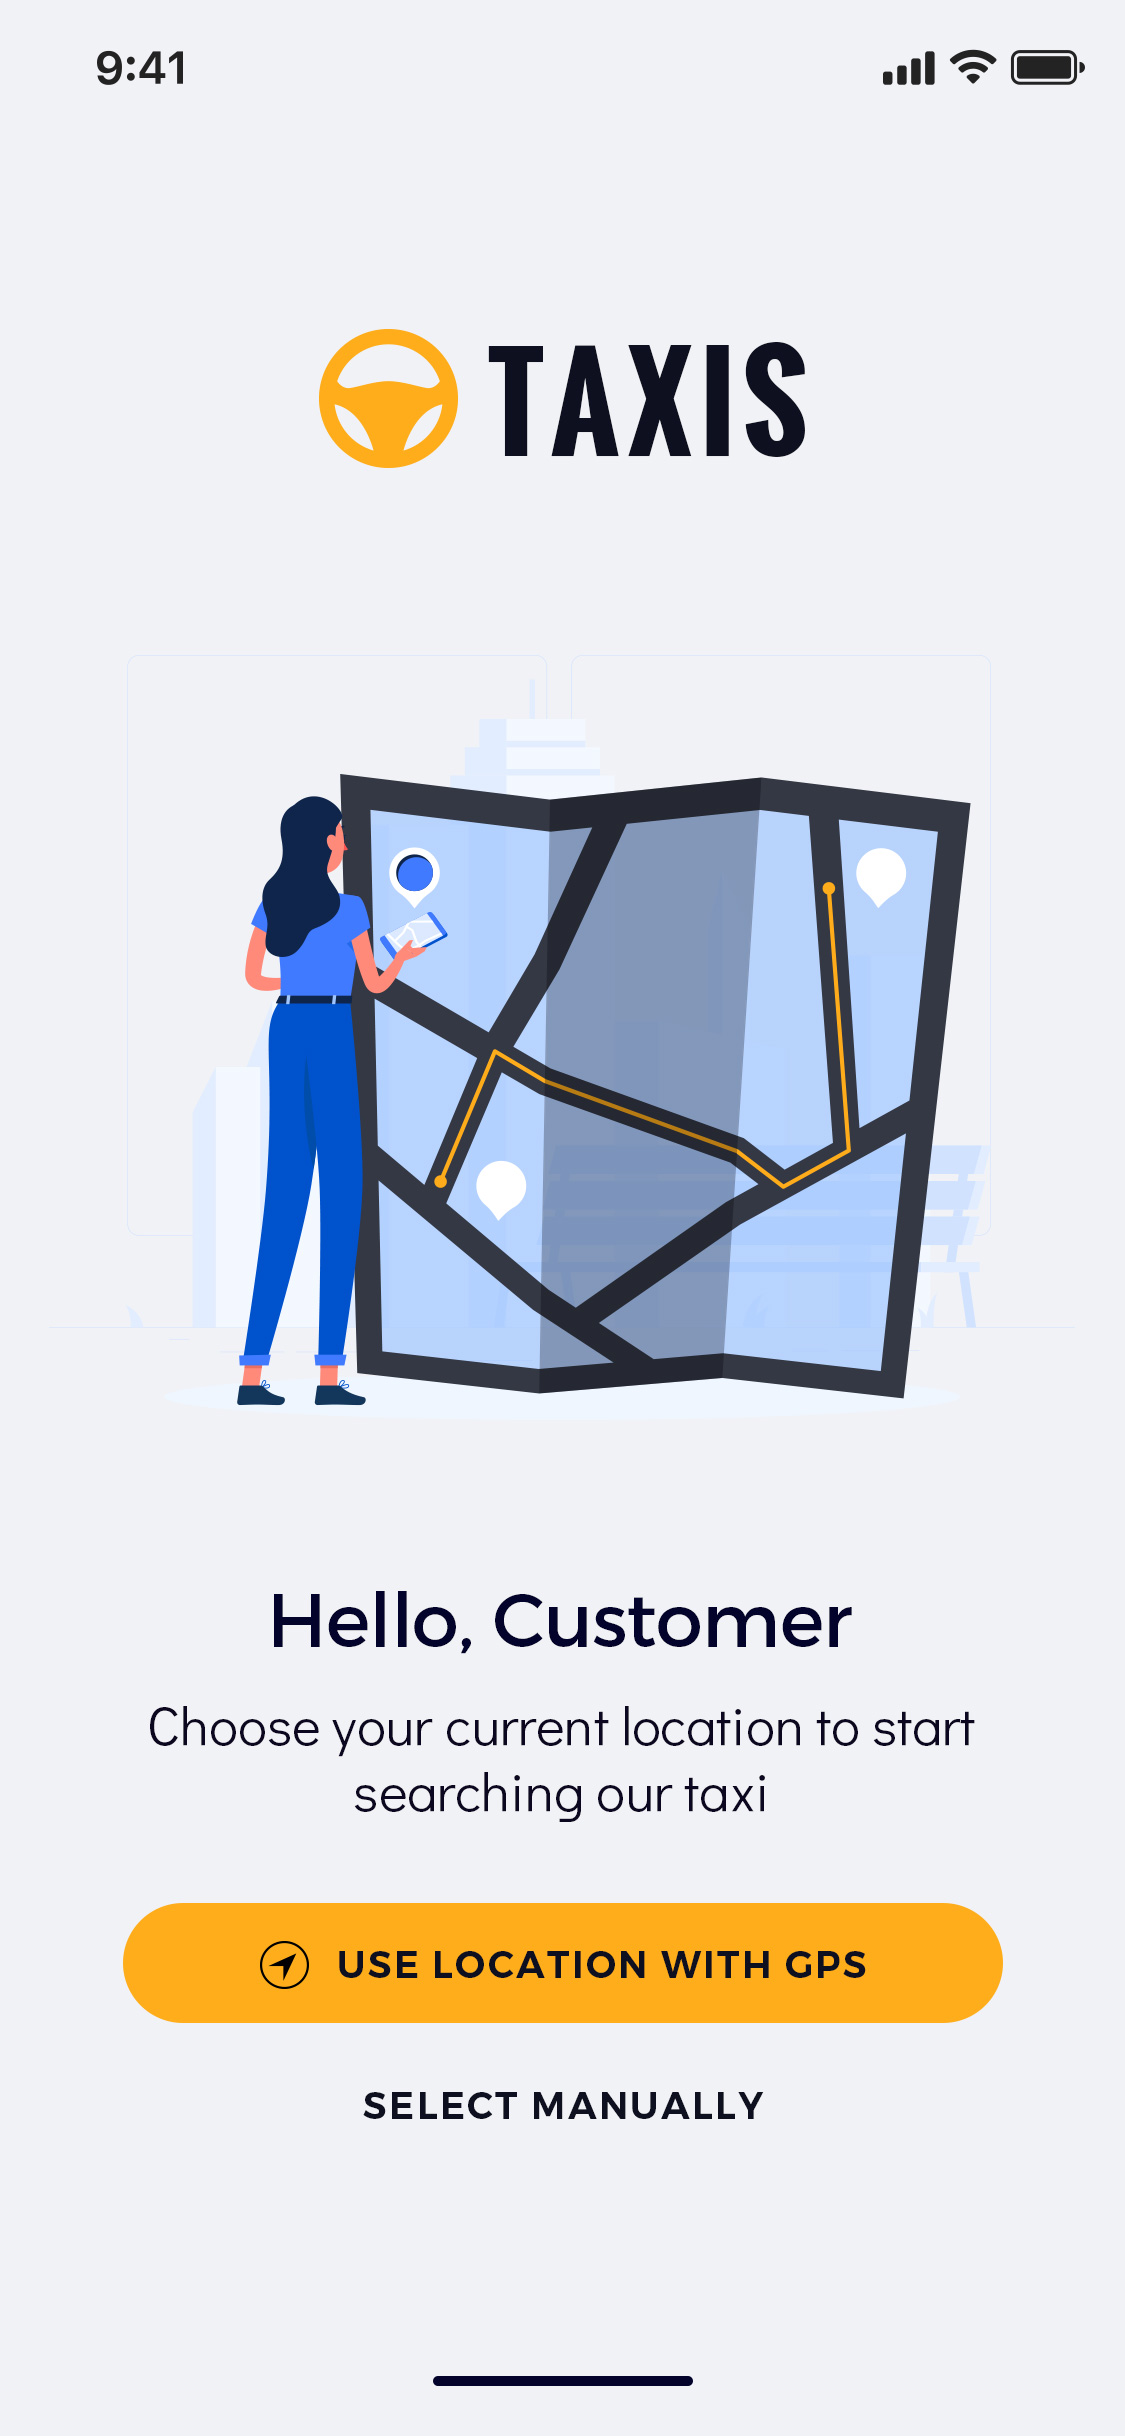 9:41
TAXIS
Hello, Customer
Choose your current location to start
searching our taxi
USE LOCATION WITH GPS
SELECT MANUALLY